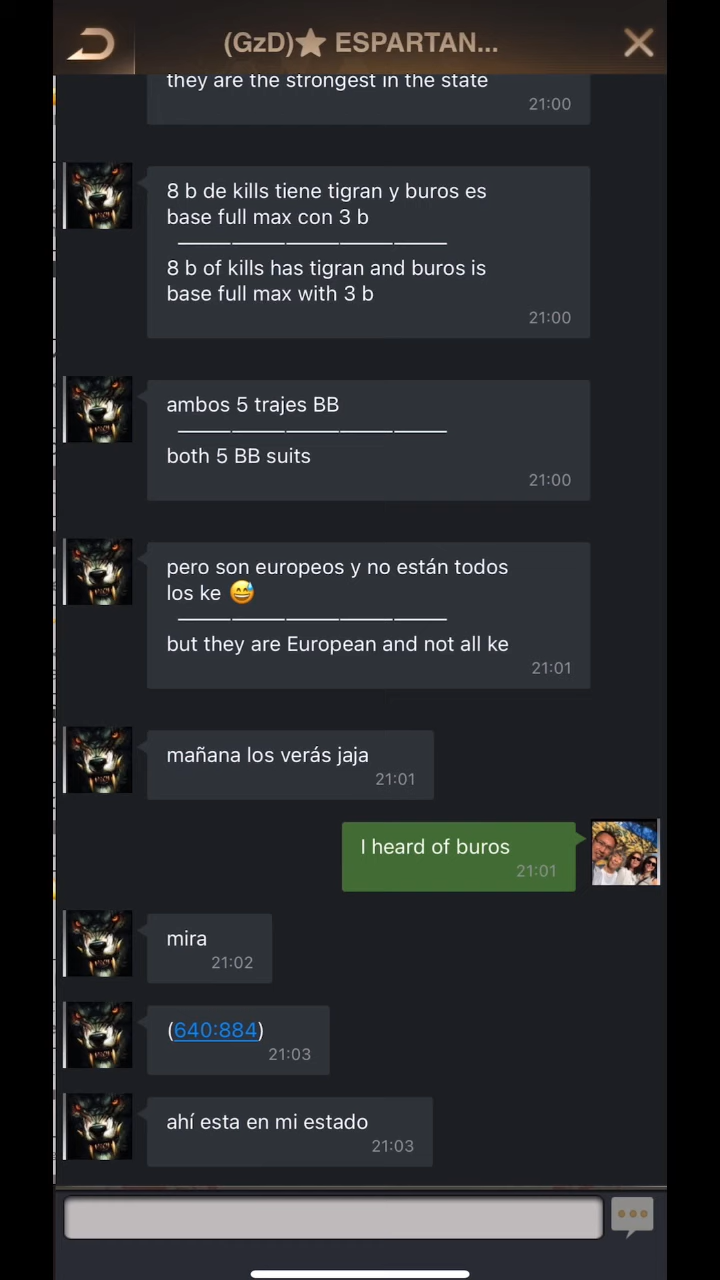 (GzD)⭐ ESPARTAN...
they are the strongest in the state
21:00
8 b de kills tiene tigran y buros es
base full max con 3 b
8 b of kills has tigran and buros is
base full max with 3 b
21:00
ambos 5 trajes BB
both 5 BB suits
21:00
pero son europeos y no están todos
los ke 😅
but they are European and not all ke
21:01
mañana los verás jaja
21:01
I heard of buros
21:01
mira
21:02
(640:884)
21:03
ahí esta en mi estado
21:03